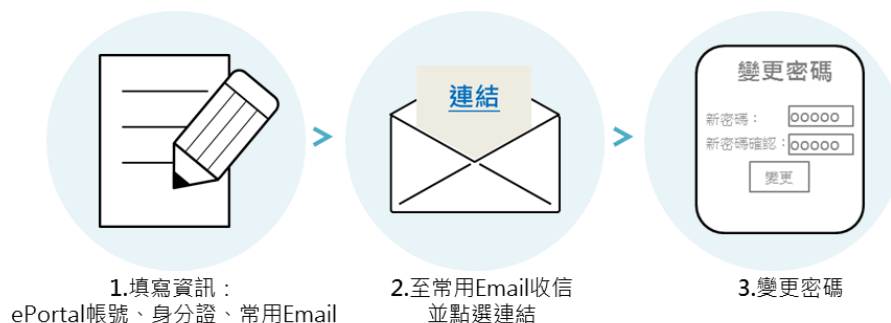 連結
變更密碼
新密碼：ooooo
新密碼確認：ooooo
變更
1.填寫資訊：
ePortal帳號、身分證、常用Email
2.至常用Email收信
並點選連結
3.變更密碼